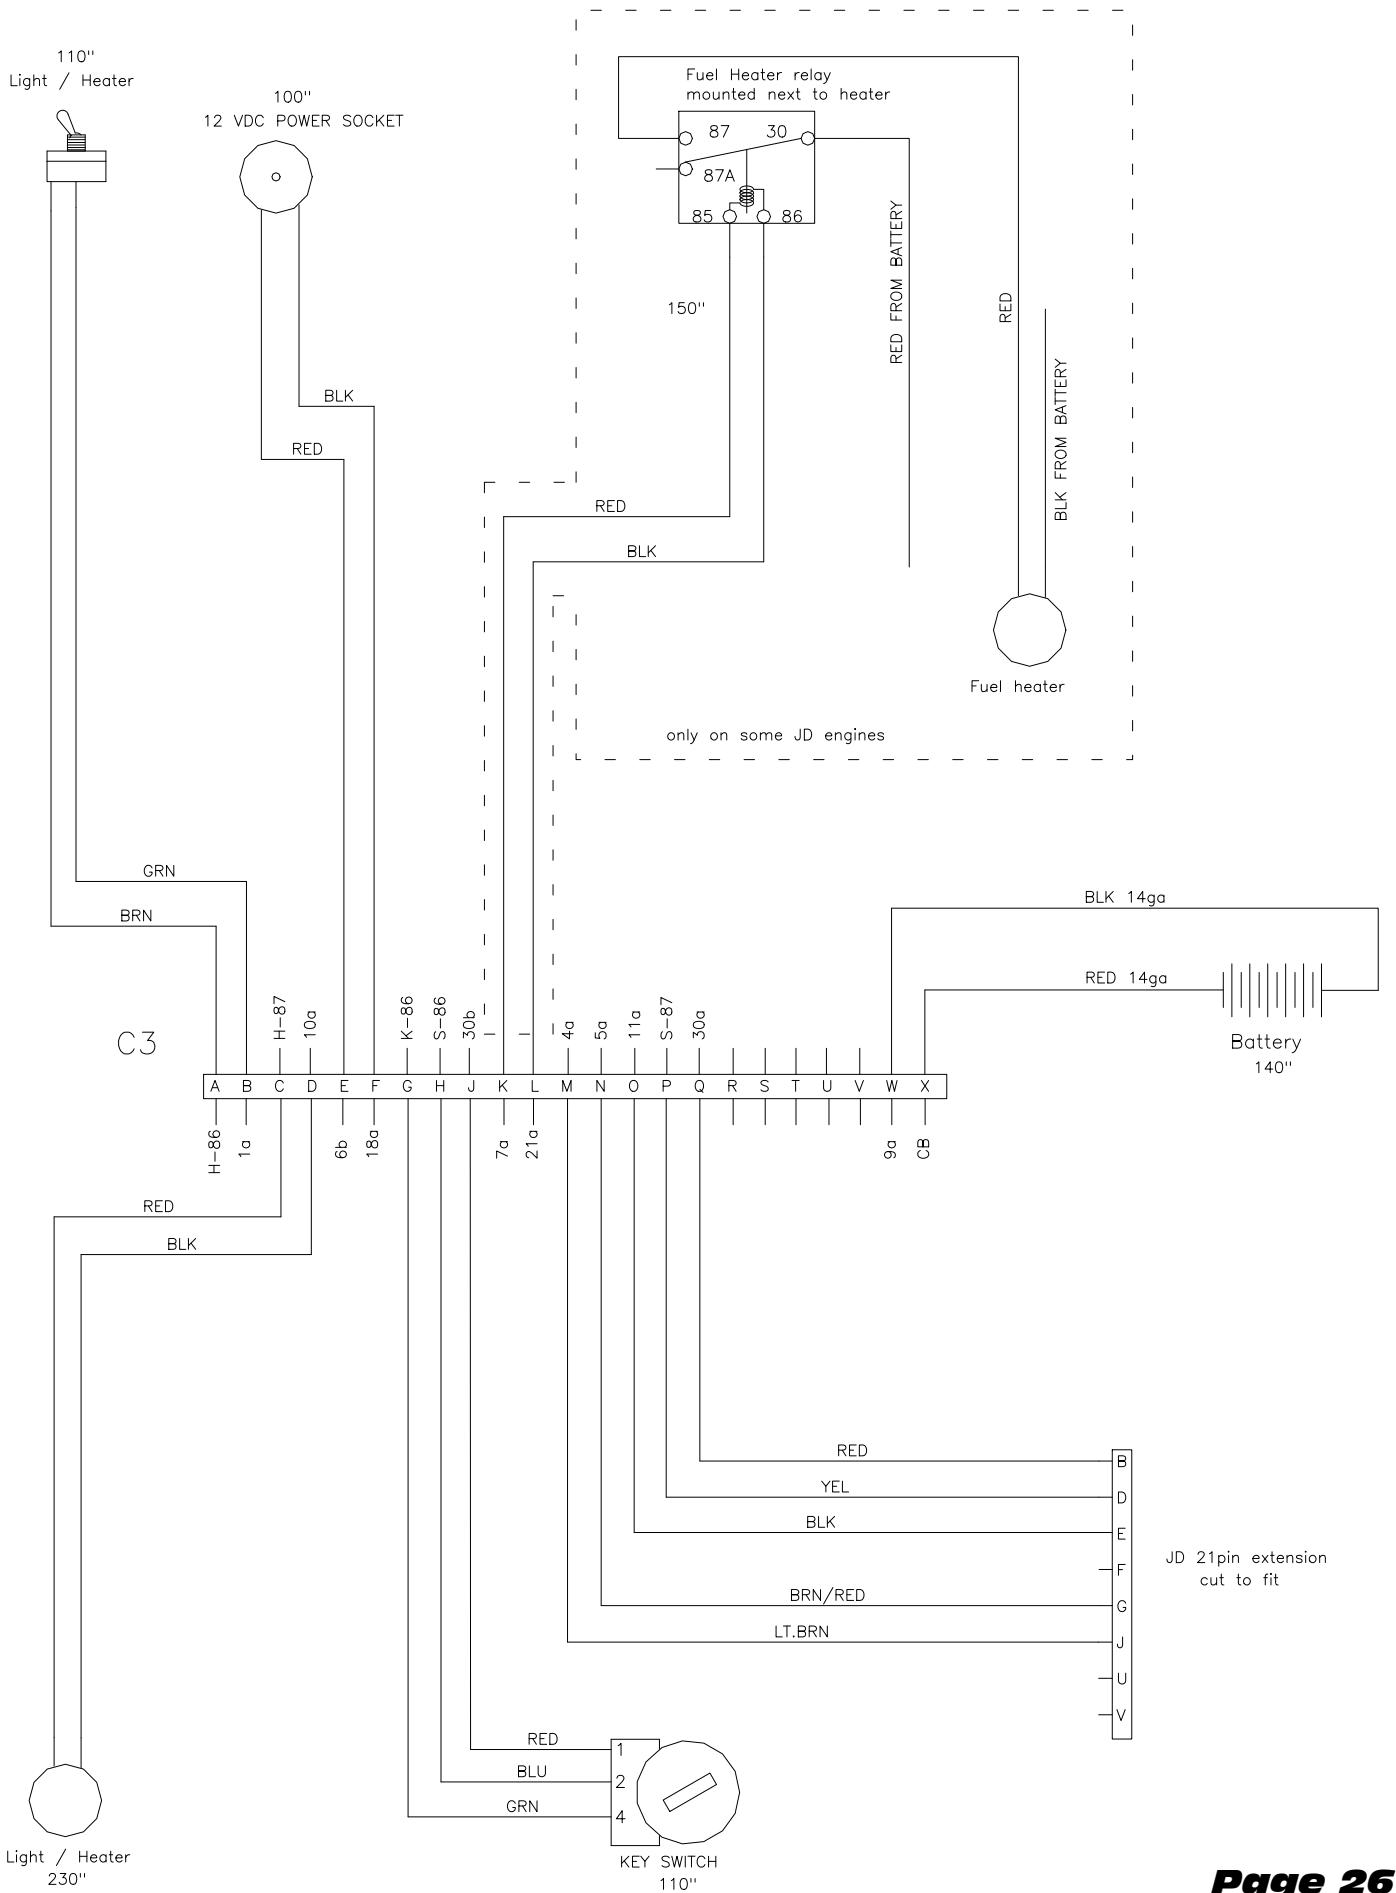 110"
Light / Heater
100"
12 VDC POWER SOCKET
Fuel Heater relay
mounted next to heater
87
30
87A
85
86
150"
RED FROM BATTERY
RED
BLK FROM BATTERY
BLK
RED
RED
BLK
Fuel heater
only on some JD engines
GRN
BRN
BLK 14ga
RED 14ga
Battery
140"
C3
H-87
10a
K-86
S-86
30b
4a
5a
11a
S-87
30a
A B C D E F G H J K L M N O P Q R S T U V W X
H-86
1a
6b
18a
7a
21a
9a
CB
RED
BLK
RED
B
YEL
D
BLK
E
F
BRN/RED
G
LT.BRN
J
U
V
JD 21pin extension
cut to fit
RED
1
BLU
2
GRN
4
KEY SWITCH
110"
Light / Heater
230"
Page 26